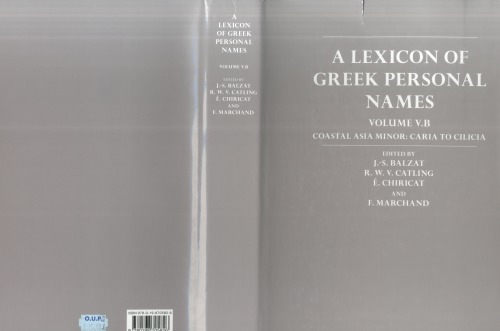 A
LEXICON
OF GREEK
PERSONAL
NAMES
VOLUME V.B
EDITED BY
J.-S. BALZAT
R. W. V. CATLING
É. CHIRICAT
AND
F. MARCHAND
A LEXICON OF
GREEK PERSONAL
NAMES
VOLUME V.B
COASTAL ASIA MINOR: CARIA TO CILICIA
EDITED BY
J.-S. BALZAT
R. W. V. CATLING
É. CHIRICAT
AND
F. MARCHAND
O.U.P.